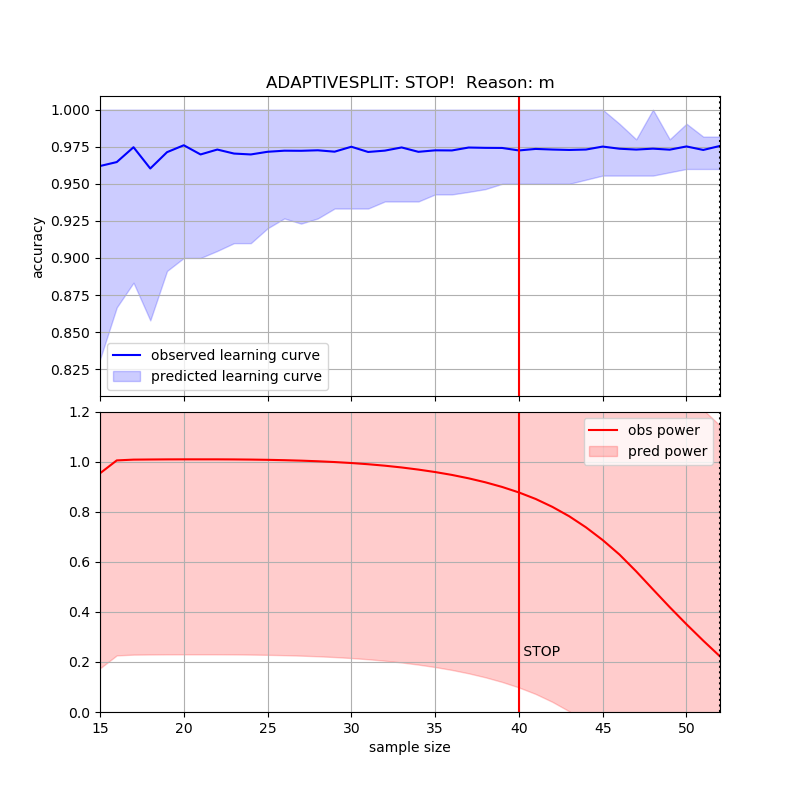 ADAPTIVESPLIT: STOP!  Reason: m
1.000
0.975
0.950
0.925
0.900
0.875
0.850
0.825
accuracy
observed learning curve
predicted learning curve
1.2
1.0
0.8
0.6
0.4
0.2
0.0
obs power
pred power
STOP
15 20 25 30 35 40 45 50
sample size